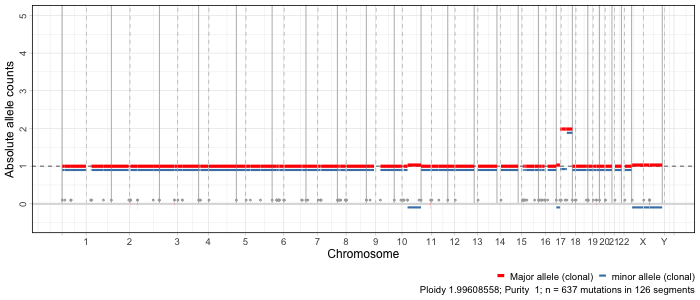 Absolute allele counts
5
4
3
2
1
0
1 2 3 4 5 6 7 8 9 10 11 12 13 14 15 16 17 18 19 20 21 22 X Y
Chromosome
Major allele (clonal) minor allele (clonal)
Ploidy 1.99608558; Purity 1; n = 637 mutations in 126 segments